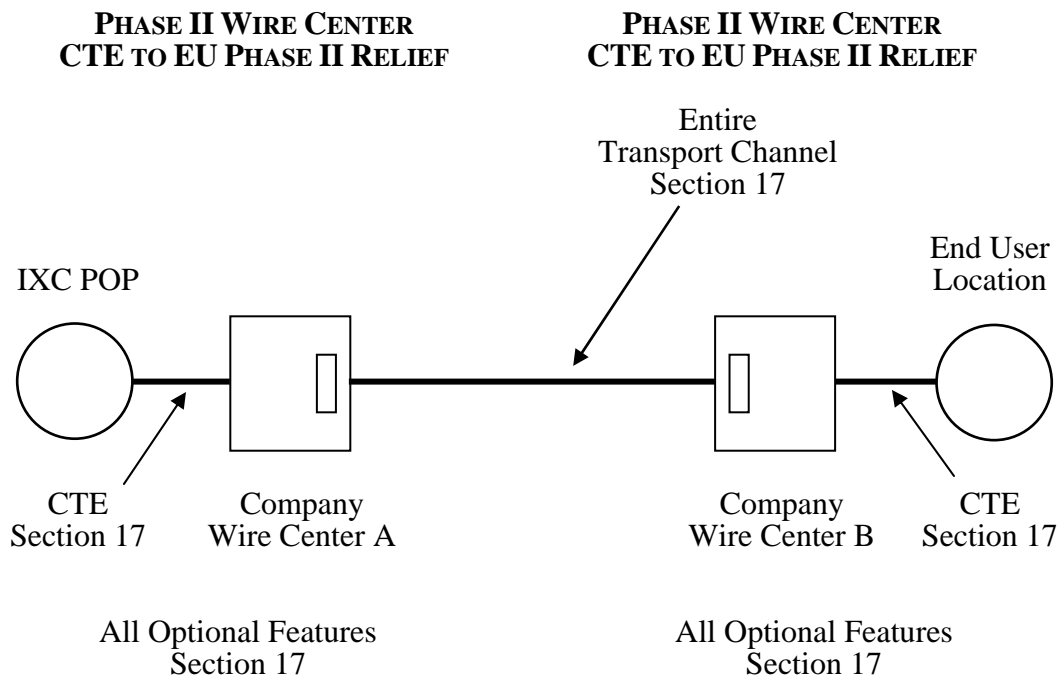 PHASE II WIRE CENTER
CTE TO EU PHASE II RELIEF
PHASE II WIRE CENTER
CTE TO EU PHASE II RELIEF
Entire
Transport Channel
Section 17
IXC POP
End User
Location
CTE
Section 17
Company
Wire Center A
Company
Wire Center B
CTE
Section 17
All Optional Features
Section 17
All Optional Features
Section 17